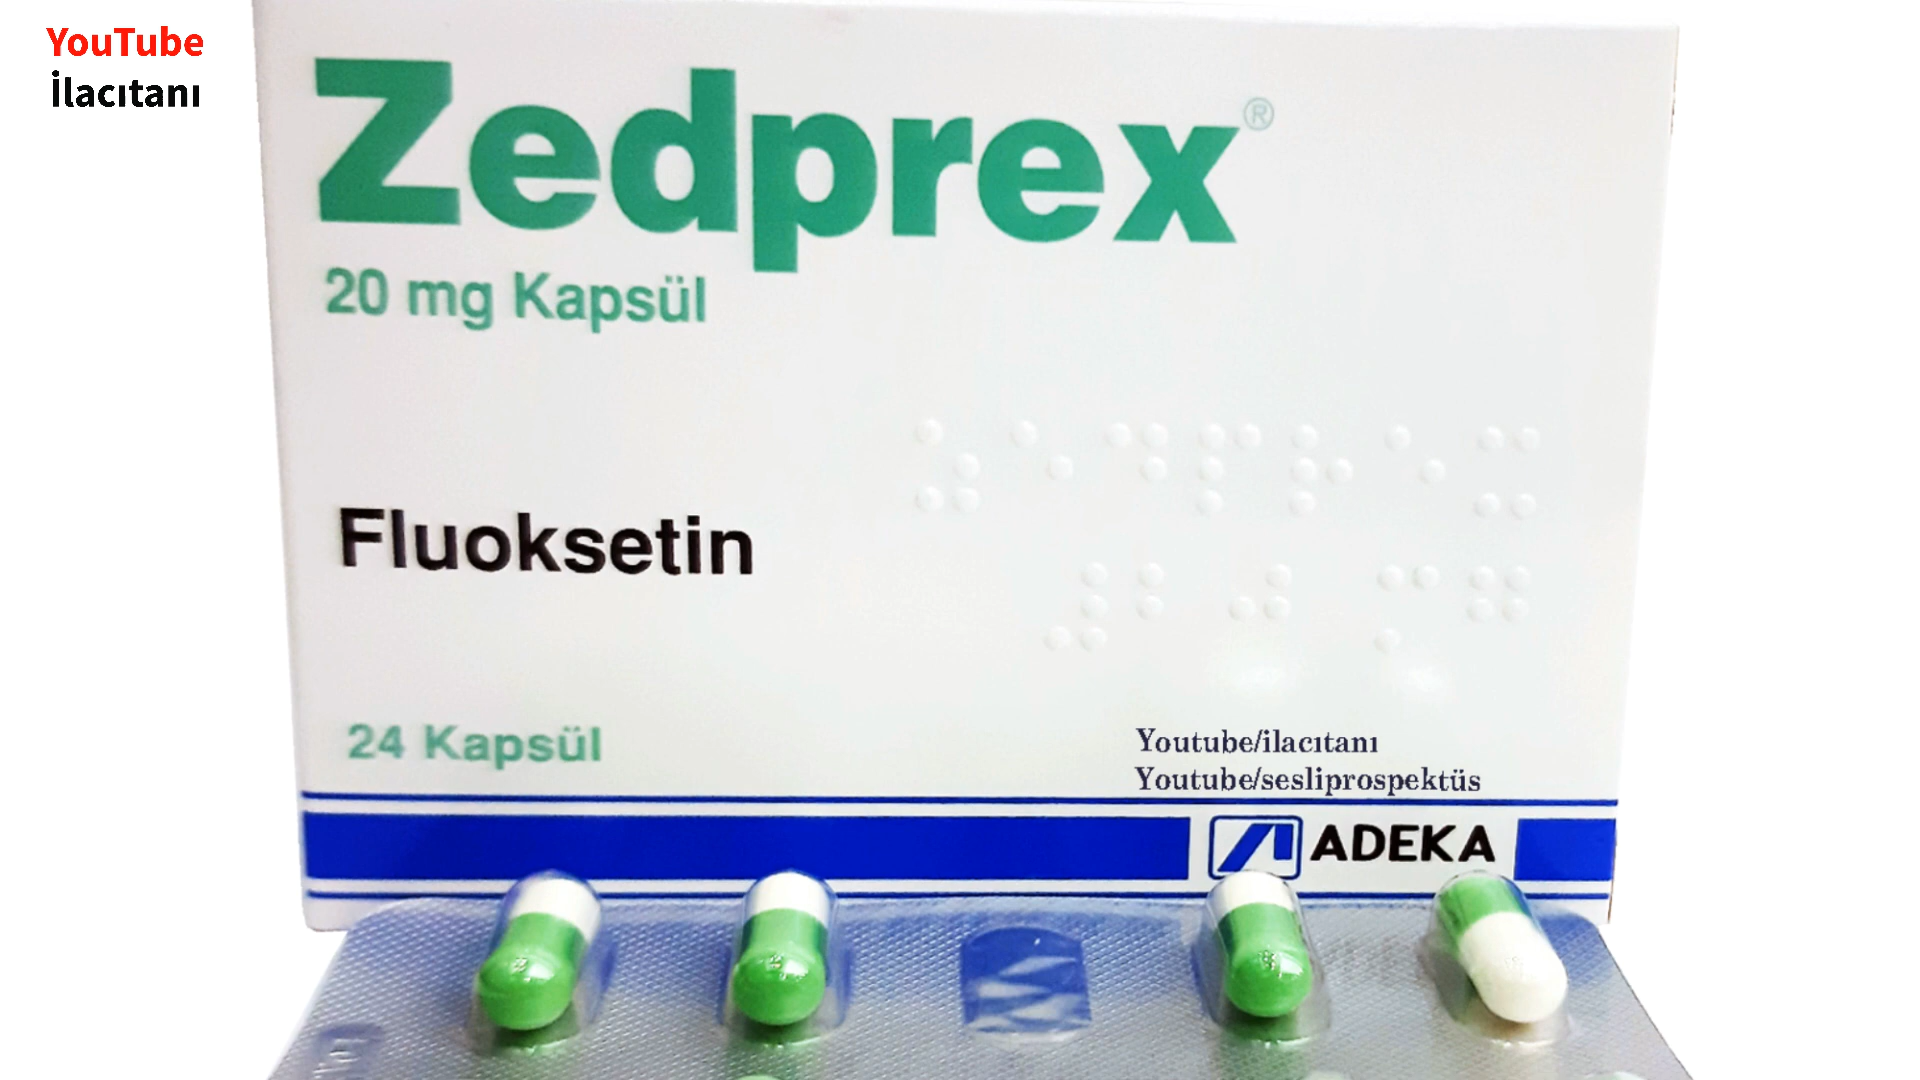 YouTube
İlacıtanı
Zedprex®
20 mg Kapsül
Fluoksetin
24 Kapsül
Youtube/ilacıtanı
Youtube/sesliprospektüs
ADEKA